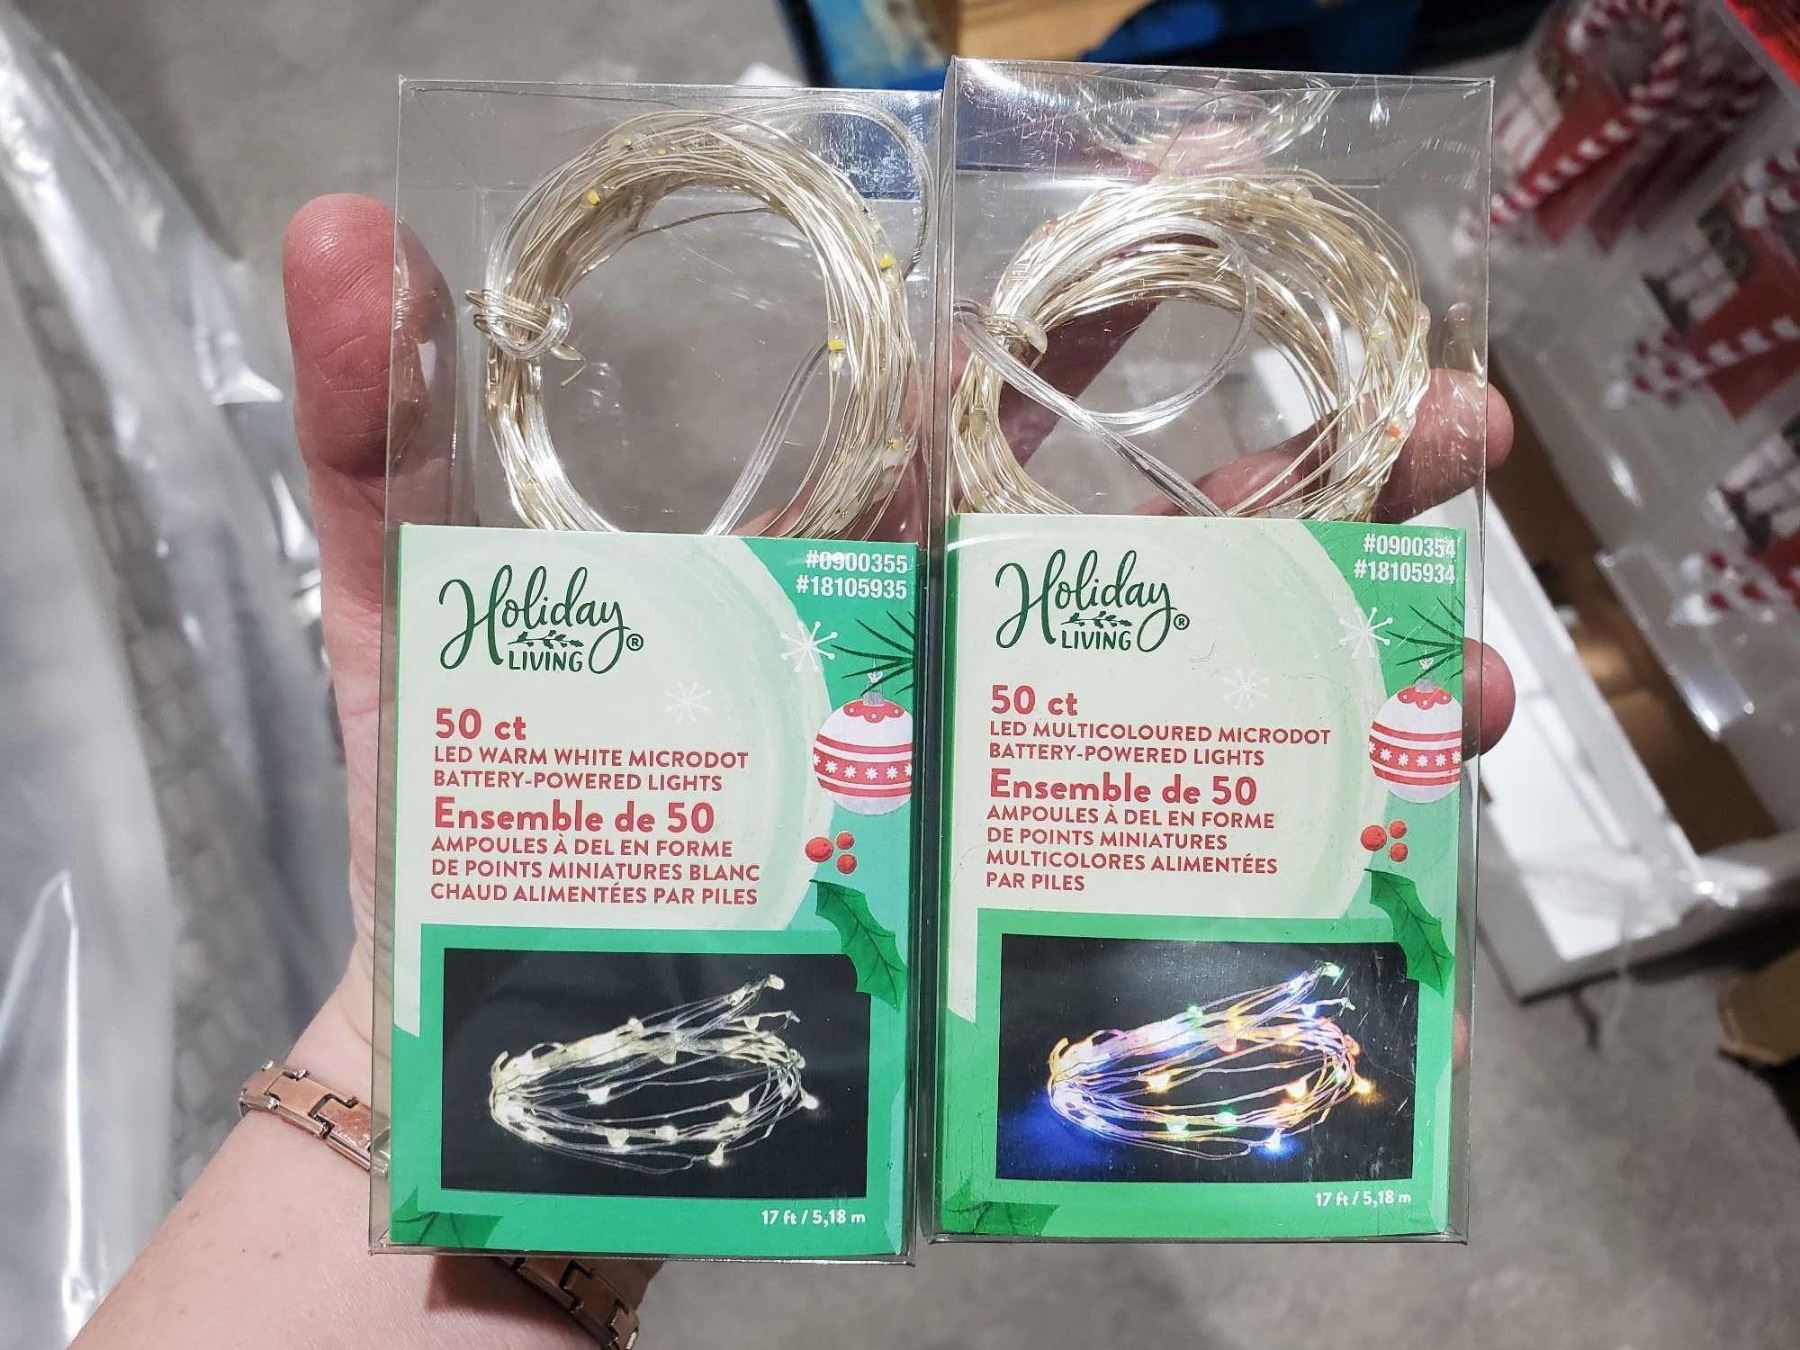 #0900355
#18105935
Holiday
LIVING®
50 ct
LED WARM WHITE MICRODOT
BATTERY-POWERED LIGHTS
Ensemble de 50
AMPOULES À DEL EN FORME
DE POINTS MINIATURES BLANC
CHAUD ALIMENTÉES PAR PILES
17 ft / 5,18 m
#0900354
#18105934
Holiday
LIVING®
50 ct
LED MULTICOLOURED MICRODOT
BATTERY-POWERED LIGHTS
Ensemble de 50
AMPOULES À DEL EN FORME
DE POINTS MINIATURES
MULTICOLORES ALIMENTÉES
PAR PILES
17 ft / 5,18 m